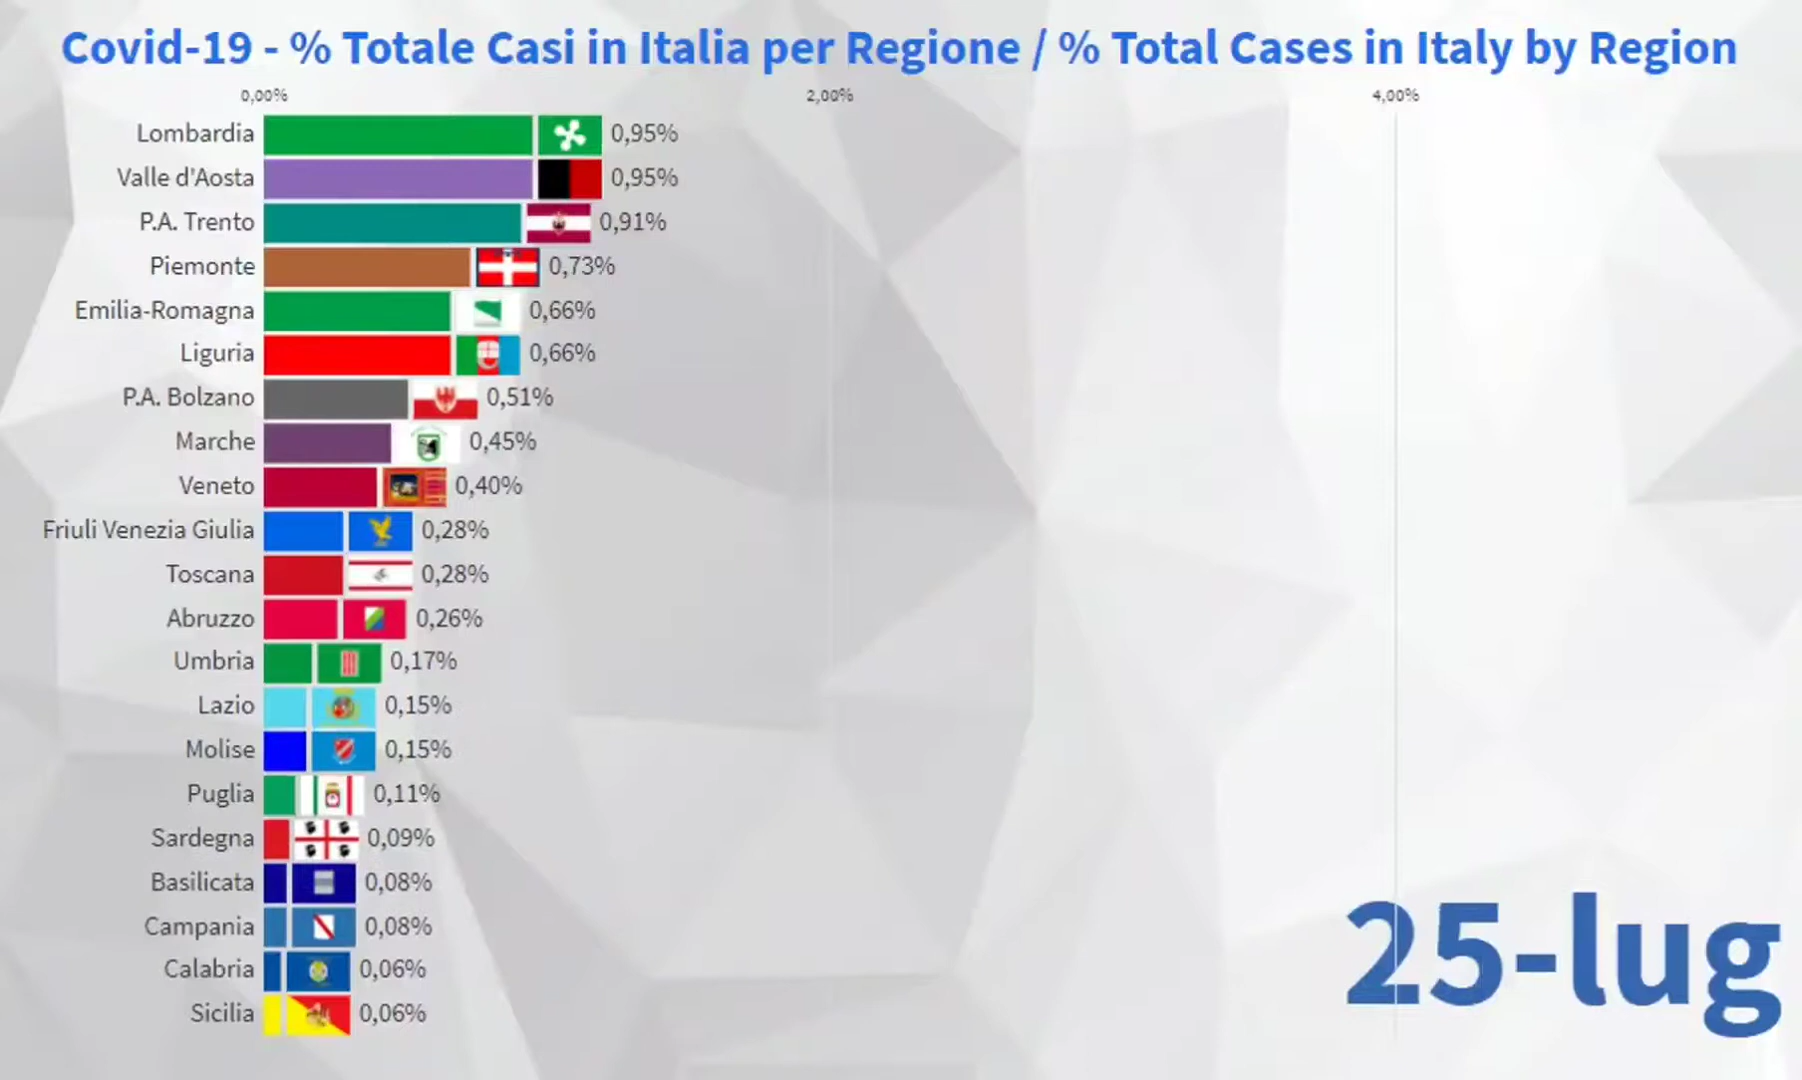 Covid-19 - % Totale Casi in Italia per Regione / % Total Cases in Italy by Region
0,00% 2,00% 4,00%
Lombardia 0,95%
Valle d'Aosta 0,95%
P.A. Trento 0,91%
Piemonte 0,73%
Emilia-Romagna 0,66%
Liguria 0,66%
P.A. Bolzano 0,51%
Marche 0,45%
Veneto 0,40%
Friuli Venezia Giulia 0,28%
Toscana 0,28%
Abruzzo 0,26%
Umbria 0,17%
Lazio 0,15%
Molise 0,15%
Puglia 0,11%
Sardegna 0,09%
Basilicata 0,08%
Campania 0,08%
Calabria 0,06%
Sicilia 0,06%
25-lug